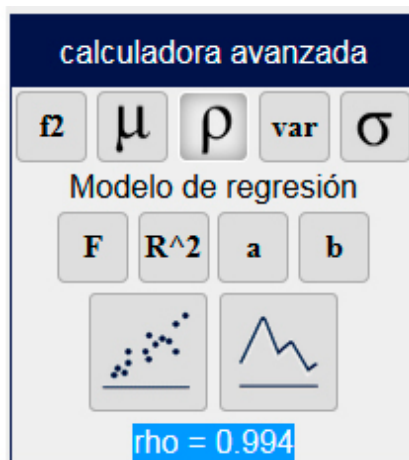 calculadora avanzada
f2 μ ρ var σ
Modelo de regresión
F R^2 a b
rho = 0.994